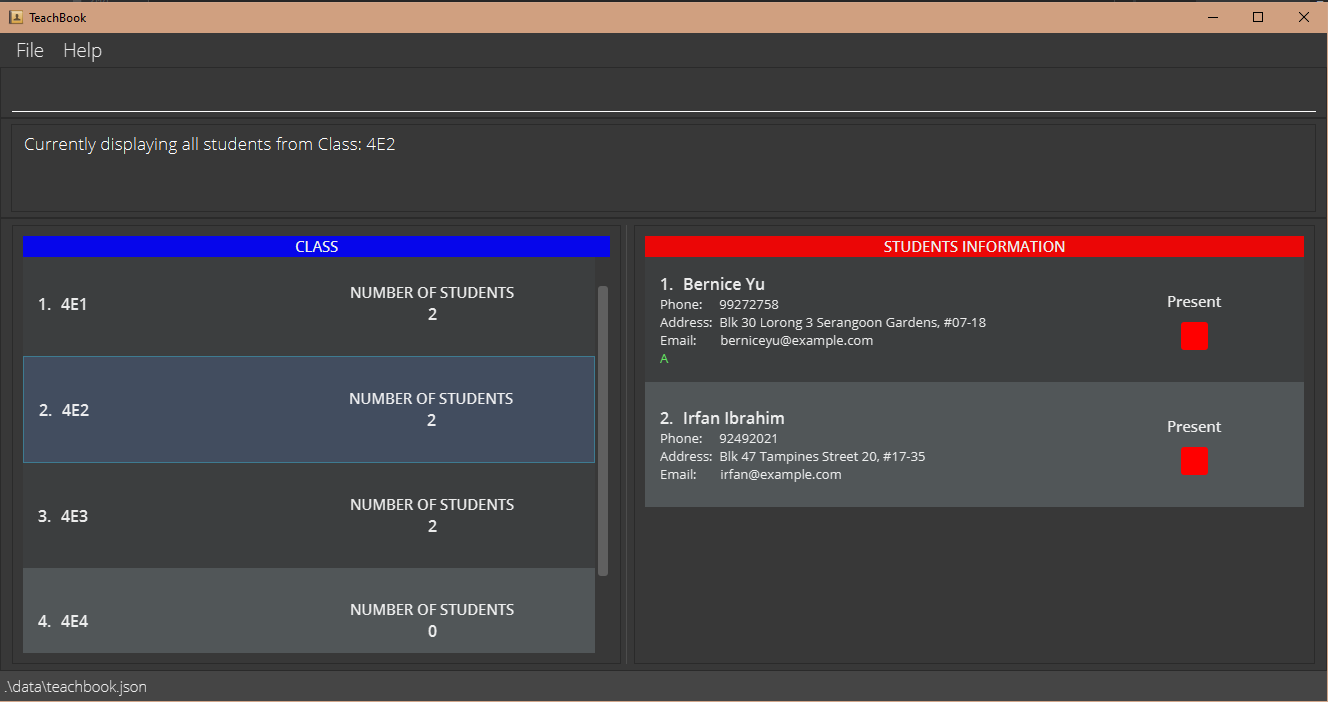 TeachBook
File Help
Currently displaying all students from Class: 4E2
CLASS
1. 4E1
NUMBER OF STUDENTS
2
2. 4E2
NUMBER OF STUDENTS
2
3. 4E3
NUMBER OF STUDENTS
2
4. 4E4
NUMBER OF STUDENTS
0
STUDENTS INFORMATION
1. Bernice Yu
Phone: 99272758
Address: Blk 30 Lorong 3 Serangoon Gardens, #07-18
Email: berniceyu@example.com
A
Present
2. Irfan Ibrahim
Phone: 92492021
Address: Blk 47 Tampines Street 20, #17-35
Email: irfan@example.com
Present
.\data\teachbook.json